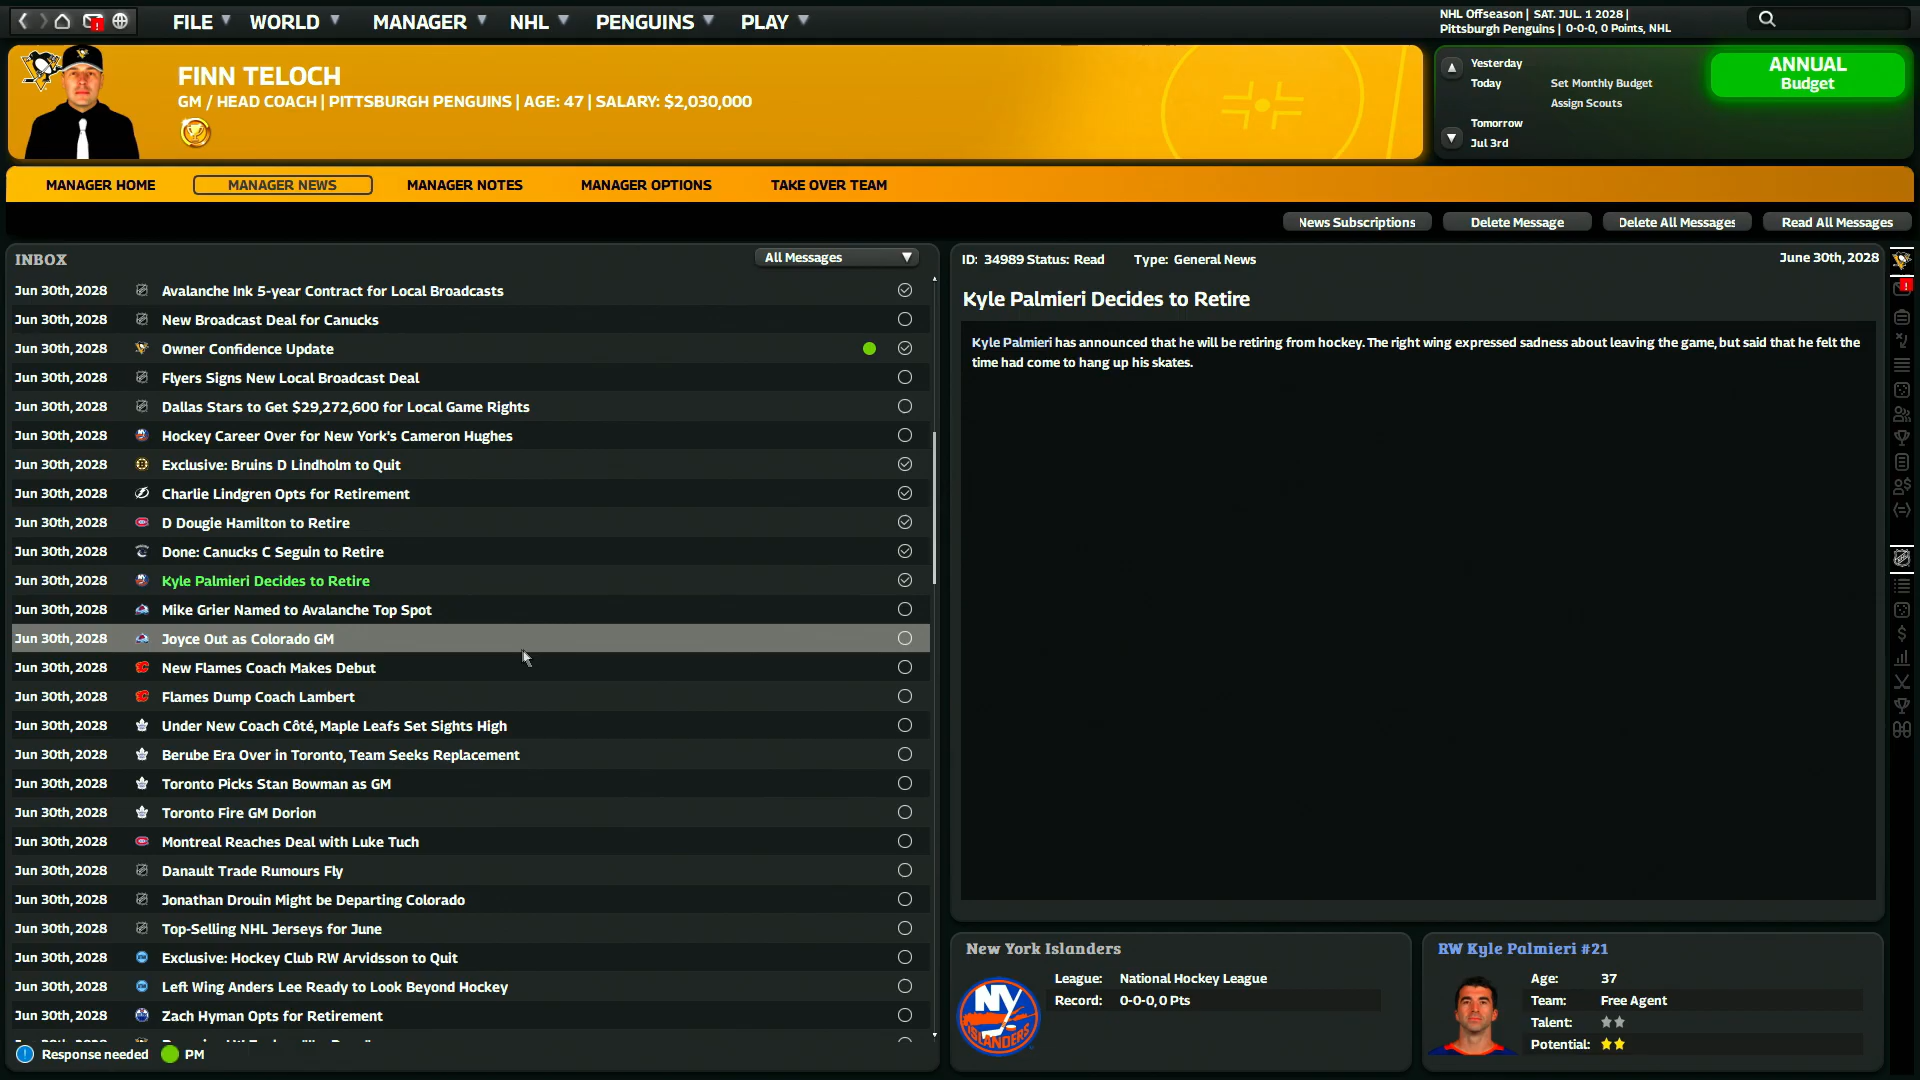 FILE
WORLD
MANAGER
NHL
PENGUINS
PLAY
NHL Offseason | SAT. JUL. 1 2028 |
Pittsburgh Penguins | 0-0-0, 0 Points, NHL
FINN TELOCH
GM / HEAD COACH | PITTSBURGH PENGUINS | AGE: 47 | SALARY: $2,030,000
Yesterday
Today
Set Monthly Budget
Assign Scouts
Tomorrow
Jul 3rd
ANNUAL
Budget
MANAGER HOME
MANAGER NEWS
MANAGER NOTES
MANAGER OPTIONS
TAKE OVER TEAM
News Subscriptions
Delete Message
Delete All Messages
Read All Messages
INBOX
All Messages
Jun 30th, 2028 Avalanche Ink 5-year Contract for Local Broadcasts
Jun 30th, 2028 New Broadcast Deal for Canucks
Jun 30th, 2028 Owner Confidence Update
Jun 30th, 2028 Flyers Signs New Local Broadcast Deal
Jun 30th, 2028 Dallas Stars to Get $29,272,600 for Local Game Rights
Jun 30th, 2028 Hockey Career Over for New York's Cameron Hughes
Jun 30th, 2028 Exclusive: Bruins D Lindholm to Quit
Jun 30th, 2028 Charlie Lindgren Opts for Retirement
Jun 30th, 2028 D Dougie Hamilton to Retire
Jun 30th, 2028 Done: Canucks C Seguin to Retire
Jun 30th, 2028 Kyle Palmieri Decides to Retire
Jun 30th, 2028 Mike Grier Named to Avalanche Top Spot
Jun 30th, 2028 Joyce Out as Colorado GM
Jun 30th, 2028 New Flames Coach Makes Debut
Jun 30th, 2028 Flames Dump Coach Lambert
Jun 30th, 2028 Under New Coach Côté, Maple Leafs Set Sights High
Jun 30th, 2028 Berube Era Over in Toronto, Team Seeks Replacement
Jun 30th, 2028 Toronto Picks Stan Bowman as GM
Jun 30th, 2028 Toronto Fire GM Dorion
Jun 30th, 2028 Montreal Reaches Deal with Luke Tuch
Jun 30th, 2028 Danault Trade Rumours Fly
Jun 30th, 2028 Jonathan Drouin Might be Departing Colorado
Jun 30th, 2028 Top-Selling NHL Jerseys for June
Jun 30th, 2028 Exclusive: Hockey Club RW Arvidsson to Quit
Jun 30th, 2028 Left Wing Anders Lee Ready to Look Beyond Hockey
Jun 30th, 2028 Zach Hyman Opts for Retirement
Response needed
PM
ID: 34989 Status: Read Type: General News
June 30th, 2028
Kyle Palmieri Decides to Retire
Kyle Palmieri has announced that he will be retiring from hockey. The right wing expressed sadness about leaving the game, but said that he felt the
time had come to hang up his skates.
New York Islanders
League: National Hockey League
Record: 0-0-0, 0 Pts
NY
ISLANDERS
RW Kyle Palmieri #21
Age: 37
Team: Free Agent
Talent:
Potential: